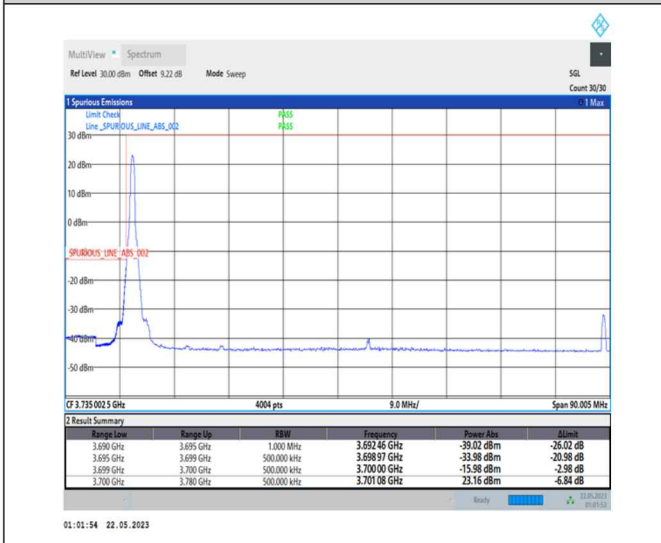 MultiView Spectrum
Ref Level 30.00 dBm Offset 9.22 dB Mode Sweep SGL
Count 30/30
1 Spurious Emissions 1 Max
Limit Check PASS
Line _SPURIOUS_LINE_ABS_002 PASS
30 dBm
20 dBm
10 dBm
0 dBm
_SPURIOUS_LINE_ABS_002
-20 dBm
-30 dBm
-40 dBm
-50 dBm
CF 3.735 002 5 GHz 4004 pts 9.0 MHz/ Span 90.005 MHz
2 Result Summary
Range Low Range Up RBW Frequency Power Abs ΔLimit
3.690 GHz 3.695 GHz 1.000 MHz 3.692 46 GHz -39.02 dBm -26.02 dB
3.695 GHz 3.699 GHz 500.000 kHz 3.698 97 GHz -33.98 dBm -20.98 dB
3.699 GHz 3.700 GHz 500.000 kHz 3.700 00 GHz -15.98 dBm -2.98 dB
3.700 GHz 3.780 GHz 500.000 kHz 3.701 08 GHz 23.16 dBm -6.84 dB
Ready 22.05.2023
01:01:53
01:01:54 22.05.2023